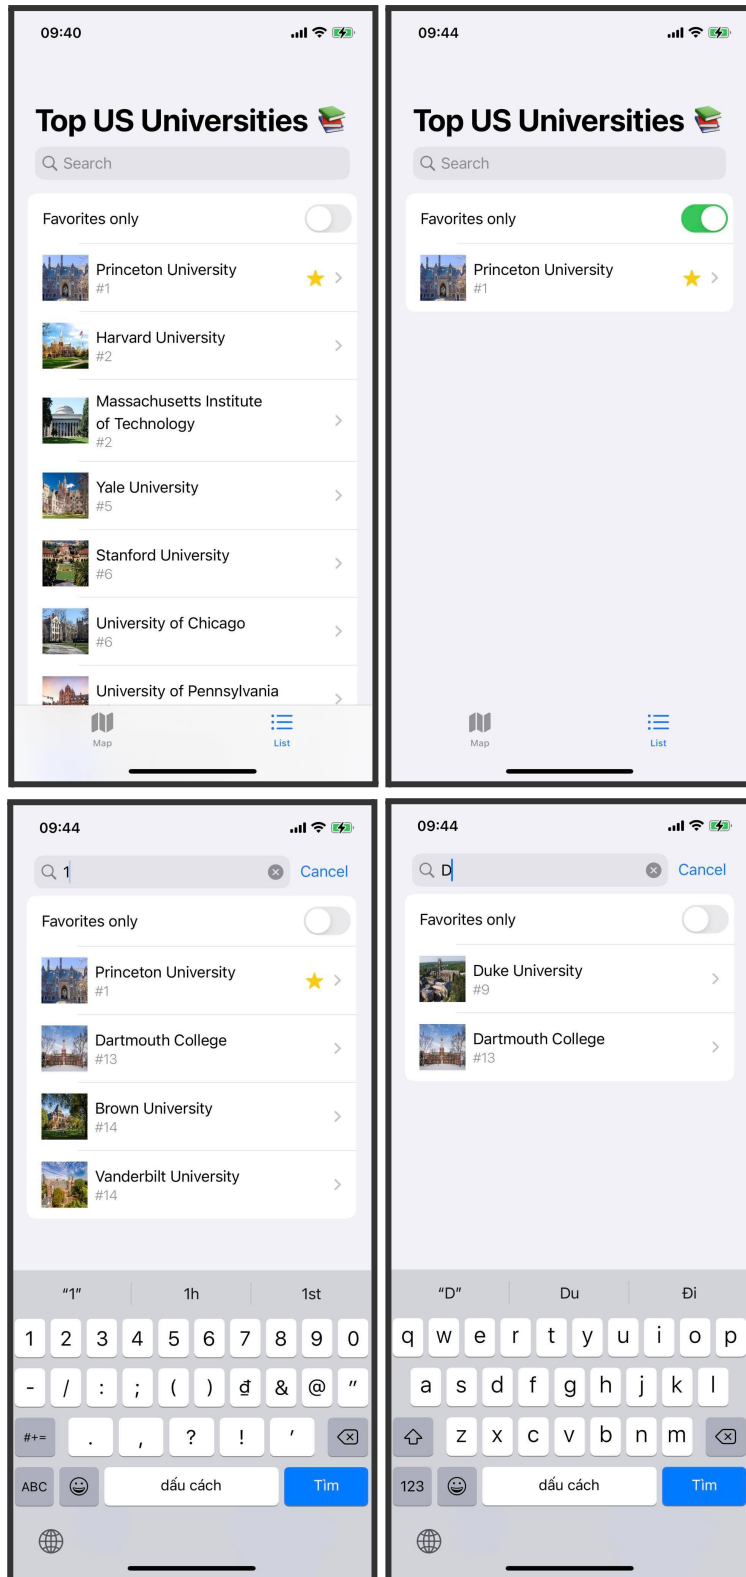 09:40
Top US Universities
Search
Favorites only
Princeton University
#1
Harvard University
#2
Massachusetts Institute
of Technology
#2
Yale University
#5
Stanford University
#6
University of Chicago
#6
University of Pennsylvania
Map
List
09:44
Top US Universities
Search
Favorites only
Princeton University
#1
Map
List
09:44
1
Cancel
Favorites only
Princeton University
#1
Dartmouth College
#13
Brown University
#14
Vanderbilt University
#14
"1" 1h 1st
1 2 3 4 5 6 7 8 9 0
- / : ; ( ) ₫ & @ "
#+= . , ? ! '
ABC dấu cách Tìm
09:44
D
Cancel
Favorites only
Duke University
#9
Dartmouth College
#13
"D" Du Đi
q w e r t y u i o p
a s d f g h j k l
z x c v b n m
123 dấu cách Tìm